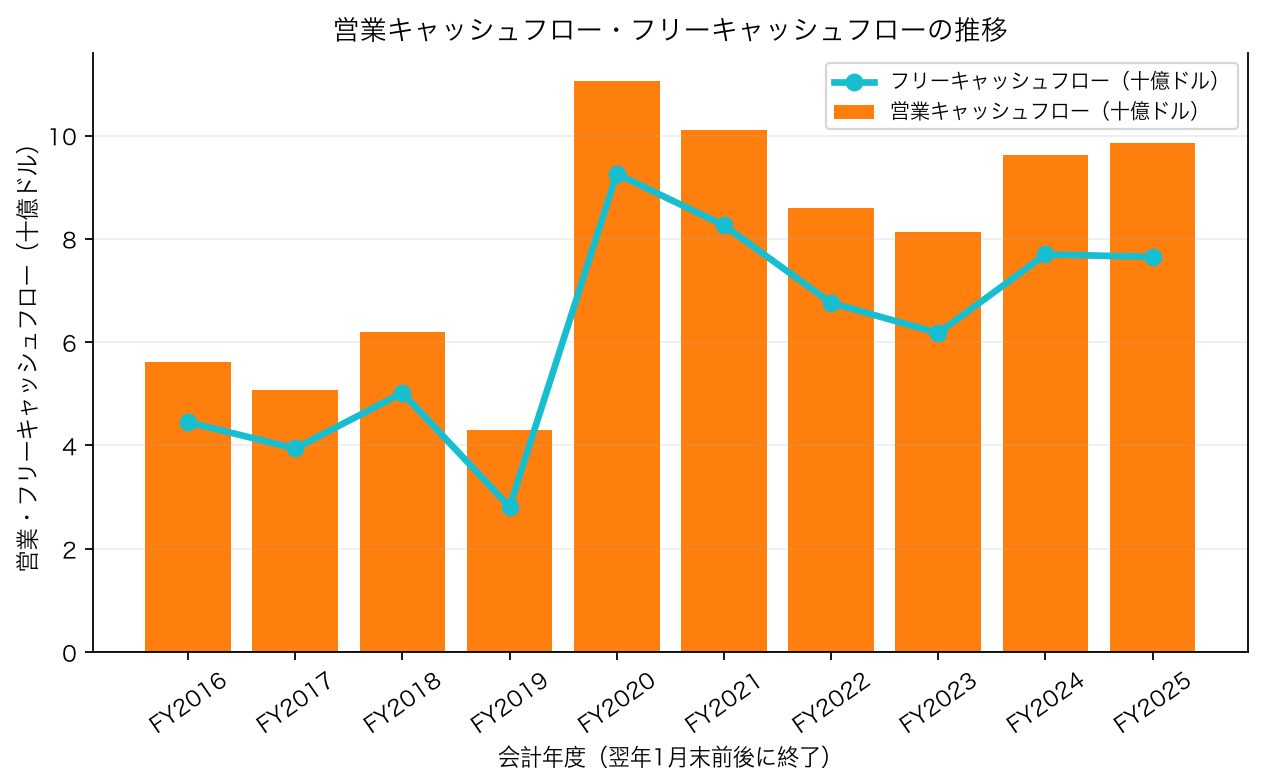 営業キャッシュフロー・フリーキャッシュフローの推移
フリーキャッシュフロー（十億ドル）
営業キャッシュフロー（十億ドル）
営業・フリーキャッシュフロー（十億ドル）
10
8
6
4
2
0
FY2016
FY2017
FY2018
FY2019
FY2020
FY2021
FY2022
FY2023
FY2024
FY2025
会計年度（翌年1月末前後に終了）